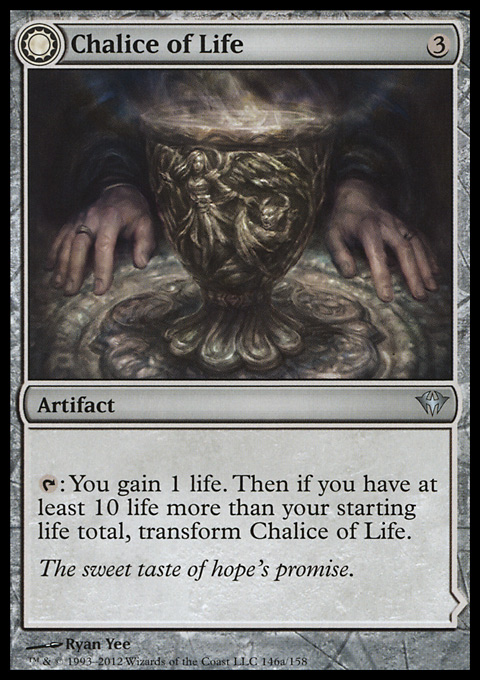 Chalice of Life 3
Artifact
:You gain 1 life. Then if you have at
least 10 life more than your starting
life total, transform Chalice of Life.
The sweet taste of hope's promise.
Ryan Yee
™ & © 1993–2012 Wizards of the Coast LLC 146a/158